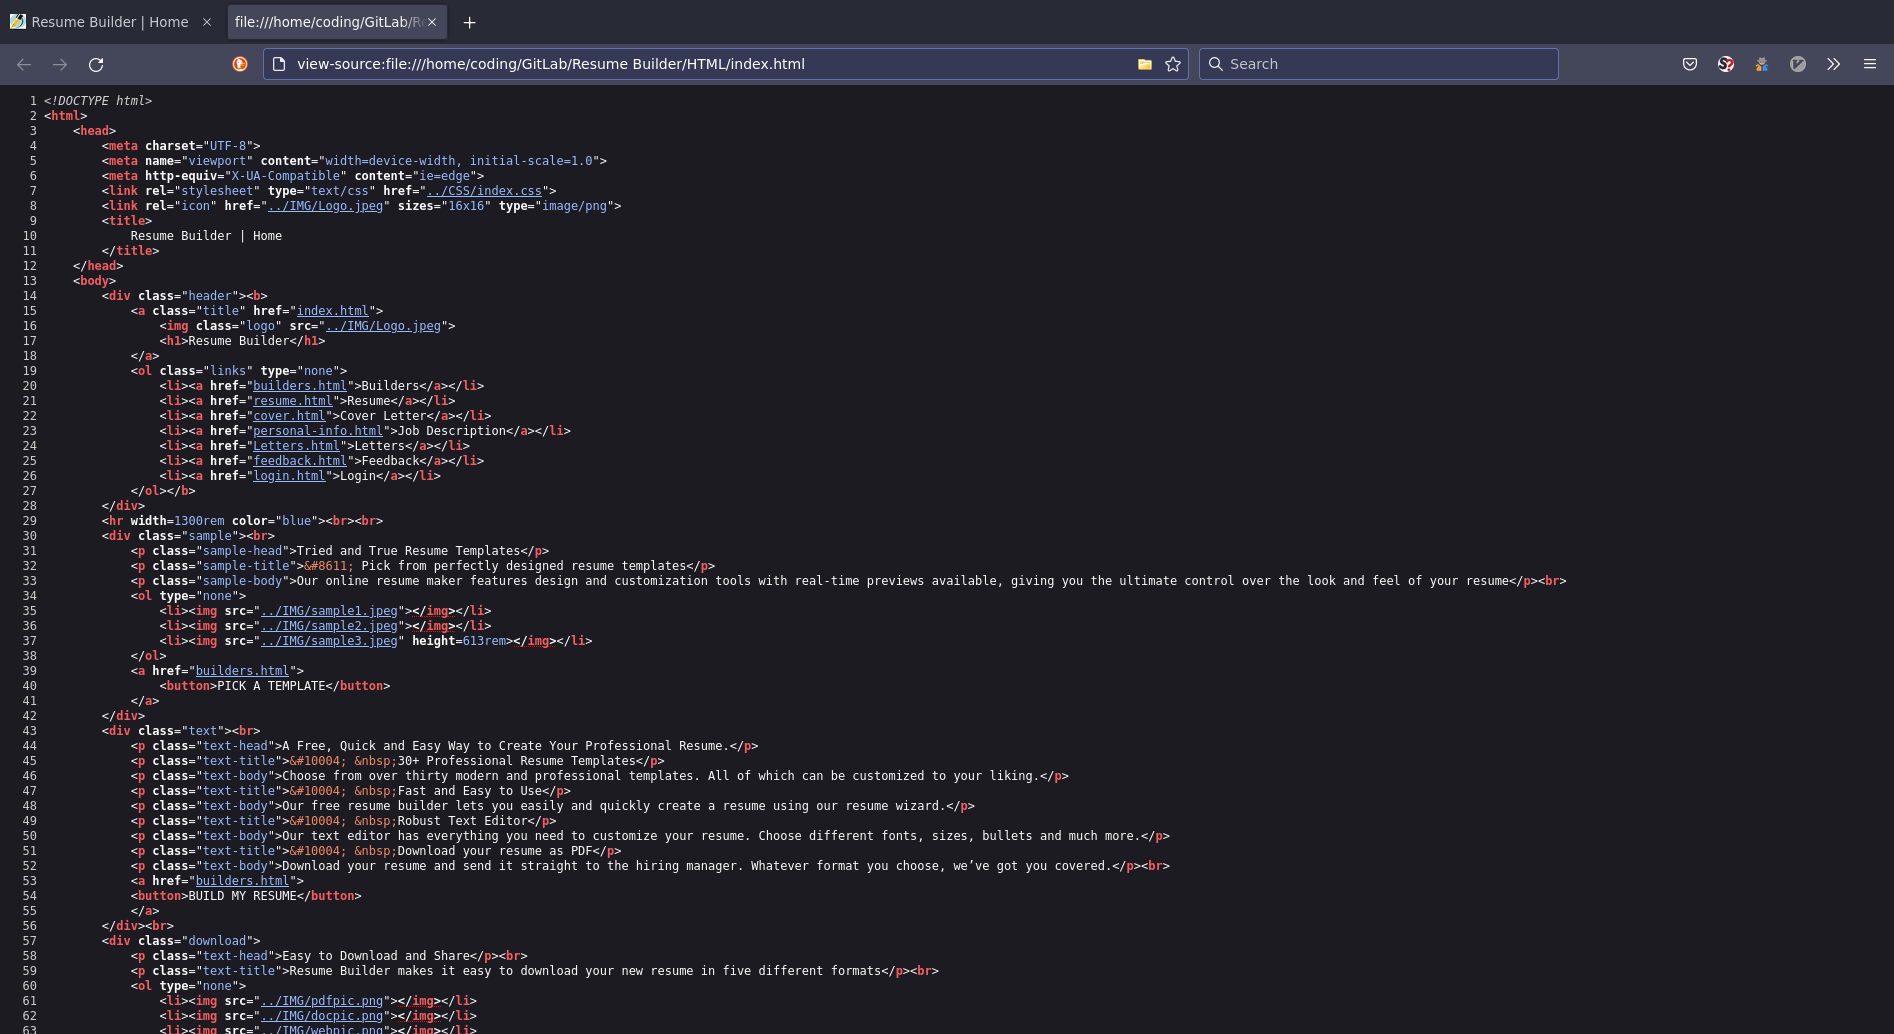 Resume Builder | Home
file:///home/coding/GitLab/Re
view-source:file:///home/coding/GitLab/Resume Builder/HTML/index.html
Search
1 <!DOCTYPE html>
2 <html>
3     <head>
4         <meta charset="UTF-8">
5         <meta name="viewport" content="width=device-width, initial-scale=1.0">
6         <meta http-equiv="X-UA-Compatible" content="ie=edge">
7         <link rel="stylesheet" type="text/css" href="../CSS/index.css">
8         <link rel="icon" href="../IMG/Logo.jpeg" sizes="16x16" type="image/png">
9         <title>
10             Resume Builder | Home
11         </title>
12     </head>
13     <body>
14         <div class="header"><b>
15             <a class="title" href="index.html">
16                 <img class="logo" src="../IMG/Logo.jpeg">
17                 <h1>Resume Builder</h1>
18             </a>
19             <ol class="links" type="none">
20                 <li><a href="builders.html">Builders</a></li>
21                 <li><a href="resume.html">Resume</a></li>
22                 <li><a href="cover.html">Cover Letter</a></li>
23                 <li><a href="personal-info.html">Job Description</a></li>
24                 <li><a href="Letters.html">Letters</a></li>
25                 <li><a href="feedback.html">Feedback</a></li>
26                 <li><a href="login.html">Login</a></li>
27             </ol></b>
28         </div>
29         <hr width=1300rem color="blue"><br><br>
30         <div class="sample"><br>
31             <p class="sample-head">Tried and True Resume Templates</p>
32             <p class="sample-title">&#8611; Pick from perfectly designed resume templates</p>
33             <p class="sample-body">Our online resume maker features design and customization tools with real-time previews available, giving you the ultimate control over the look and feel of your resume</p><br>
34             <ol type="none">
35                 <li><img src="../IMG/sample1.jpeg"></img></li>
36                 <li><img src="../IMG/sample2.jpeg"></img></li>
37                 <li><img src="../IMG/sample3.jpeg" height=613rem></img></li>
38             </ol>
39             <a href="builders.html">
40                 <button>PICK A TEMPLATE</button>
41             </a>
42         </div>
43         <div class="text"><br>
44             <p class="text-head">A Free, Quick and Easy Way to Create Your Professional Resume.</p>
45             <p class="text-title">&#10004; &nbsp;30+ Professional Resume Templates</p>
46             <p class="text-body">Choose from over thirty modern and professional templates. All of which can be customized to your liking.</p>
47             <p class="text-title">&#10004; &nbsp;Fast and Easy to Use</p>
48             <p class="text-body">Our free resume builder lets you easily and quickly create a resume using our resume wizard.</p>
49             <p class="text-title">&#10004; &nbsp;Robust Text Editor</p>
50             <p class="text-body">Our text editor has everything you need to customize your resume. Choose different fonts, sizes, bullets and much more.</p>
51             <p class="text-title">&#10004; &nbsp;Download your resume as PDF</p>
52             <p class="text-body">Download your resume and send it straight to the hiring manager. Whatever format you choose, we’ve got you covered.</p><br>
53             <a href="builders.html">
54             <button>BUILD MY RESUME</button>
55             </a>
56         </div><br>
57         <div class="download">
58             <p class="text-head">Easy to Download and Share</p><br>
59             <p class="text-title">Resume Builder makes it easy to download your new resume in five different formats</p><br>
60             <ol type="none">
61                 <li><img src="../IMG/pdfpic.png"></img></li>
62                 <li><img src="../IMG/docpic.png"></img></li>
63                 <li><img src="../IMG/webpic.png"></img></li>